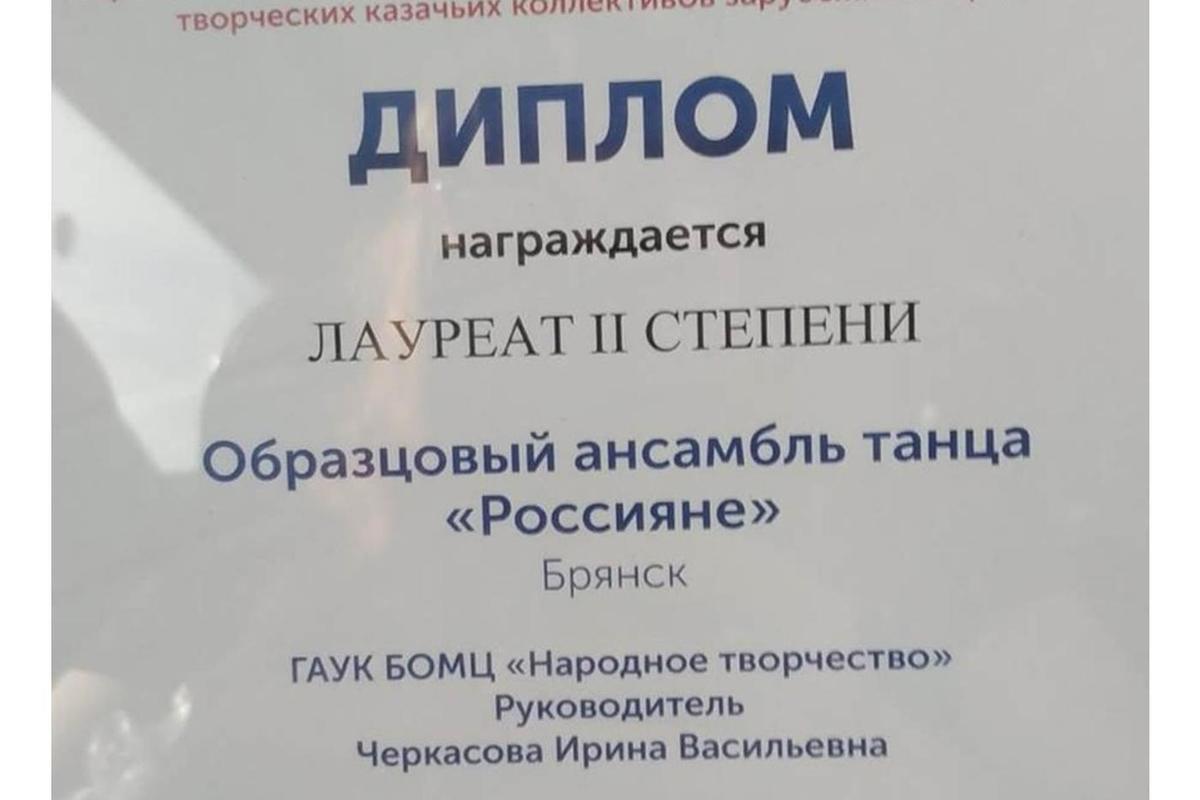 творческих казачьих коллективов
ДИПЛОМ
награждается
ЛАУРЕАТ II СТЕПЕНИ
Образцовый ансамбль танца
«Россияне»
Брянск
ГАУК БОМЦ «Народное творчество»
Руководитель
Черкасова Ирина Васильевна